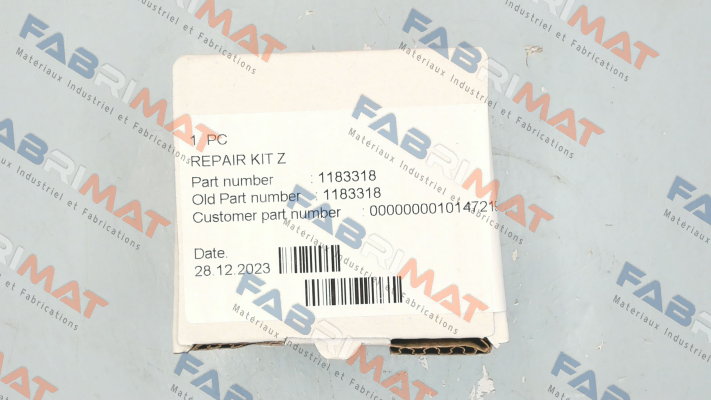 1 PC
REPAIR KIT Z
Part number : 1183318
Old Part number : 1183318
Customer part number : 0000000010147219
Date.
28.12.2023
FABRIMAT
Matériaux Industriel et Fabrications